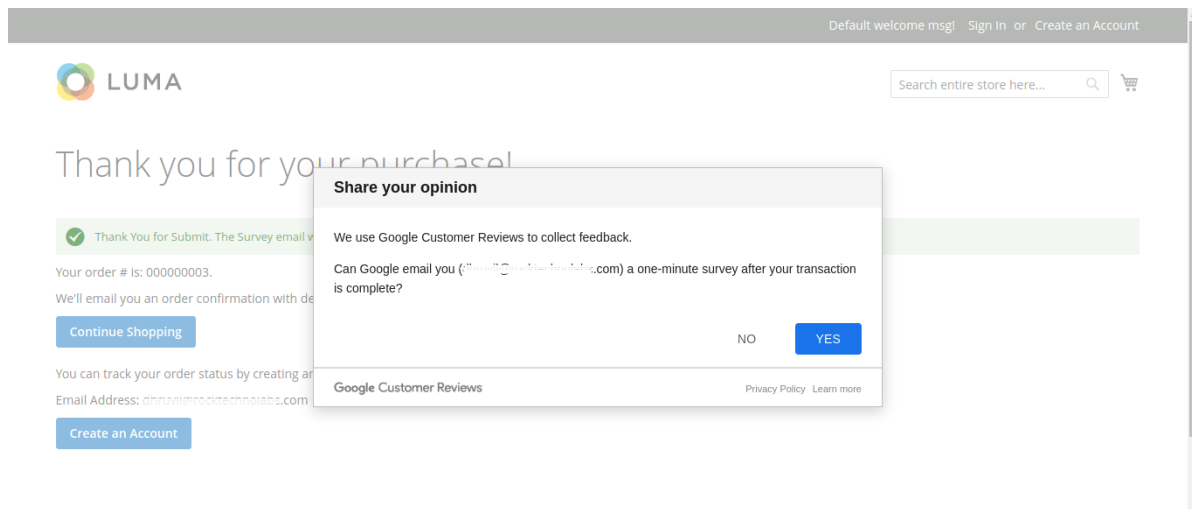 Default welcome msg! Sign In or Create an Account
LUMA
Search entire store here...
Thank you for your purchase!
Share your opinion
Thank You for Submit. The Survey email
We use Google Customer Reviews to collect feedback.
Your order # is: 000000003.
Can Google email you ( .com) a one-minute survey after your transaction
is complete?
We'll email you an order confirmation with
Continue Shopping
NO YES
You can track your order status by creating
Google Customer Reviews
Privacy Policy Learn more
Email Address: .com
Create an Account